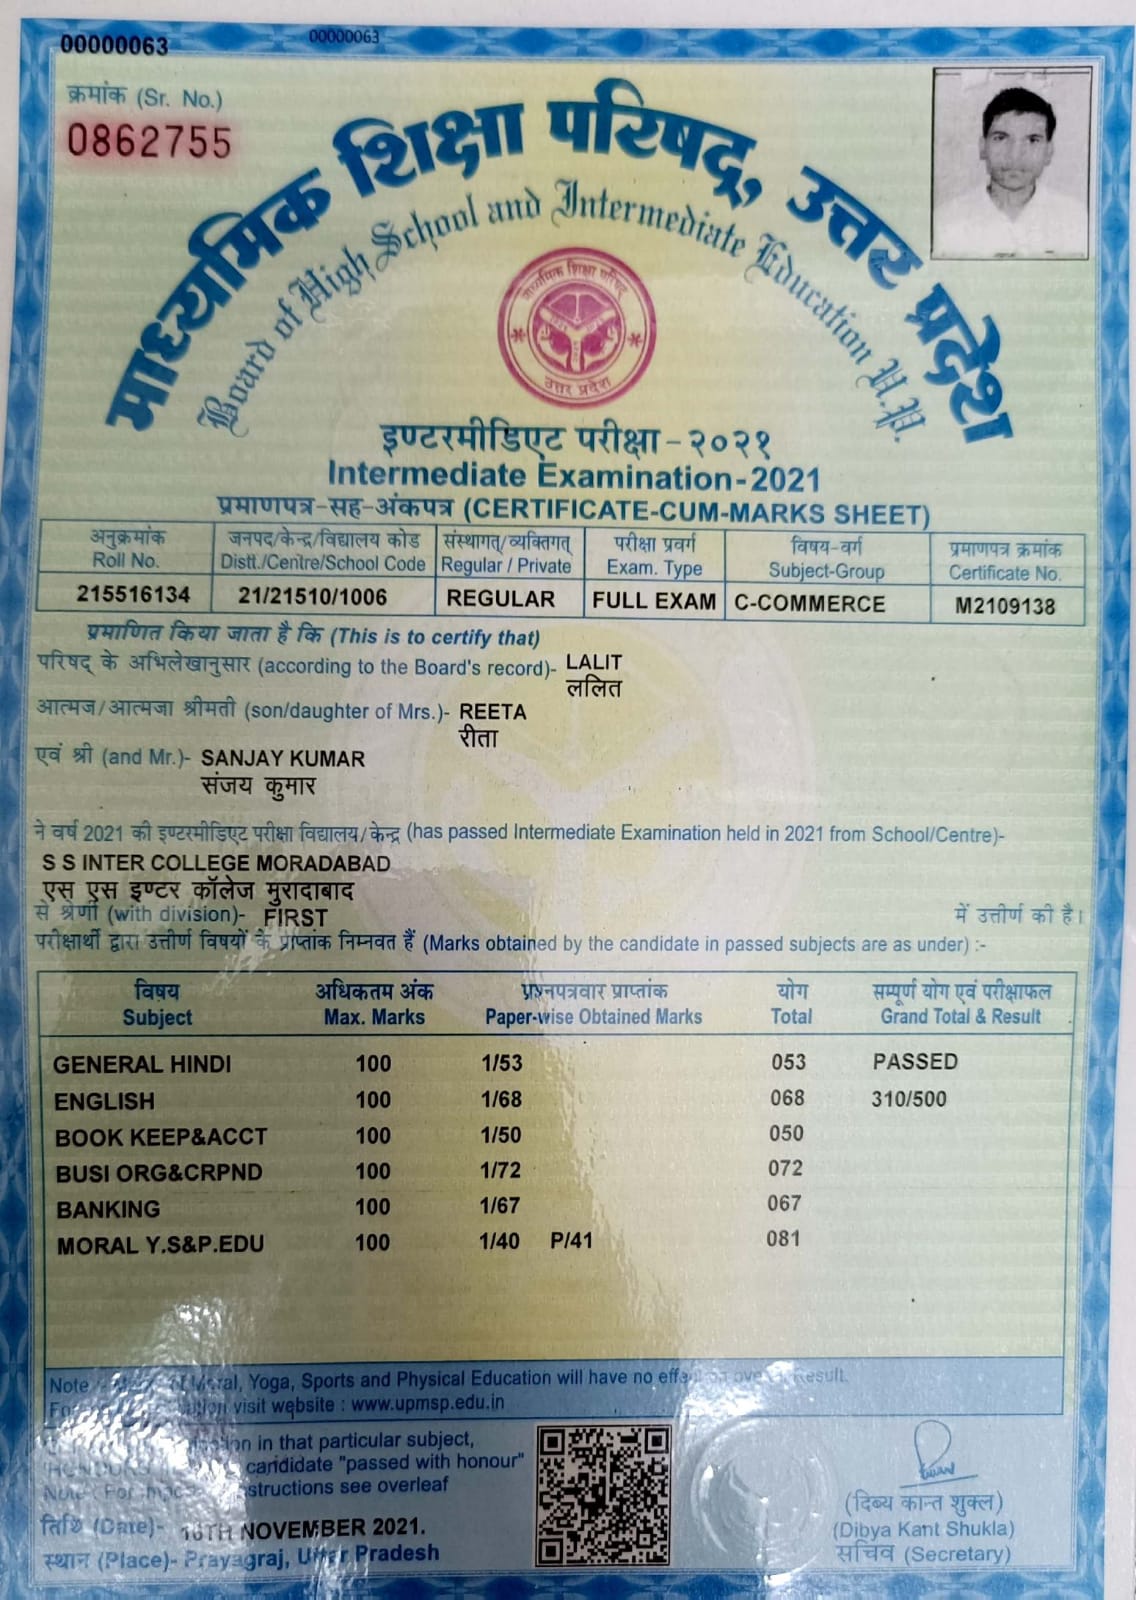 00000063
00000063
क्रमांक (Sr. No.)
0862755
माध्यमिक शिक्षा परिषद्, उत्तर प्रदेश
Board of High School and Intermediate Education U.P.
माध्यमिक शिक्षा परिषद्
उत्तर प्रदेश
इण्टरमीडिएट परीक्षा - २०२१
Intermediate Examination-2021
प्रमाणपत्र-सह-अंकपत्र (CERTIFICATE-CUM-MARKS SHEET)
अनुक्रमांक जनपद/केन्द्र/विद्यालय कोड संस्थागत्/व्यक्तिगत् परीक्षा प्रवर्ग विषय-वर्ग प्रमाणपत्र क्रमांक
Roll No. Distt./Centre/School Code Regular / Private Exam. Type Subject-Group Certificate No.
215516134 21/21510/1006 REGULAR FULL EXAM C-COMMERCE M2109138
प्रमाणित किया जाता है कि (This is to certify that)
परिषद् के अभिलेखानुसार (according to the Board's record)- LALIT
ललित
आत्मज/आत्मजा श्रीमती (son/daughter of Mrs.)- REETA
रीता
एवं श्री (and Mr.)- SANJAY KUMAR
संजय कुमार
ने वर्ष 2021 की इण्टरमीडिएट परीक्षा विद्यालय/केन्द्र (has passed Intermediate Examination held in 2021 from School/Centre)-
S S INTER COLLEGE MORADABAD
एस एस इण्टर कॉलेज मुरादाबाद
से श्रेणी (with division)- FIRST में उत्तीर्ण की है।
परीक्षार्थी द्वारा उत्तीर्ण विषयों के प्राप्तांक निम्नवत हैं (Marks obtained by the candidate in passed subjects are as under) :-
विषय अधिकतम अंक प्रश्नपत्रवार प्राप्तांक योग सम्पूर्ण योग एवं परीक्षाफल
Subject Max. Marks Paper-wise Obtained Marks Total Grand Total & Result
GENERAL HINDI 100 1/53 053 PASSED
ENGLISH 100 1/68 068 310/500
BOOK KEEP&ACCT 100 1/50 050
BUSI ORG&CRPND 100 1/72 072
BANKING 100 1/67 067
MORAL Y.S&P.EDU 100 1/40 P/41 081
Note Moral, Yoga, Sports and Physical Education will have no effect on Result.
visit website : www.upmsp.edu.in
in that particular subject,
candidate "passed with honour"
Note- For instructions see overleaf
तिथि (Date)- NOVEMBER 2021.
स्थान (Place)- Prayagraj, Uttar Pradesh
(दिब्य कान्त शुक्ल)
(Dibya Kant Shukla)
सचिव (Secretary)